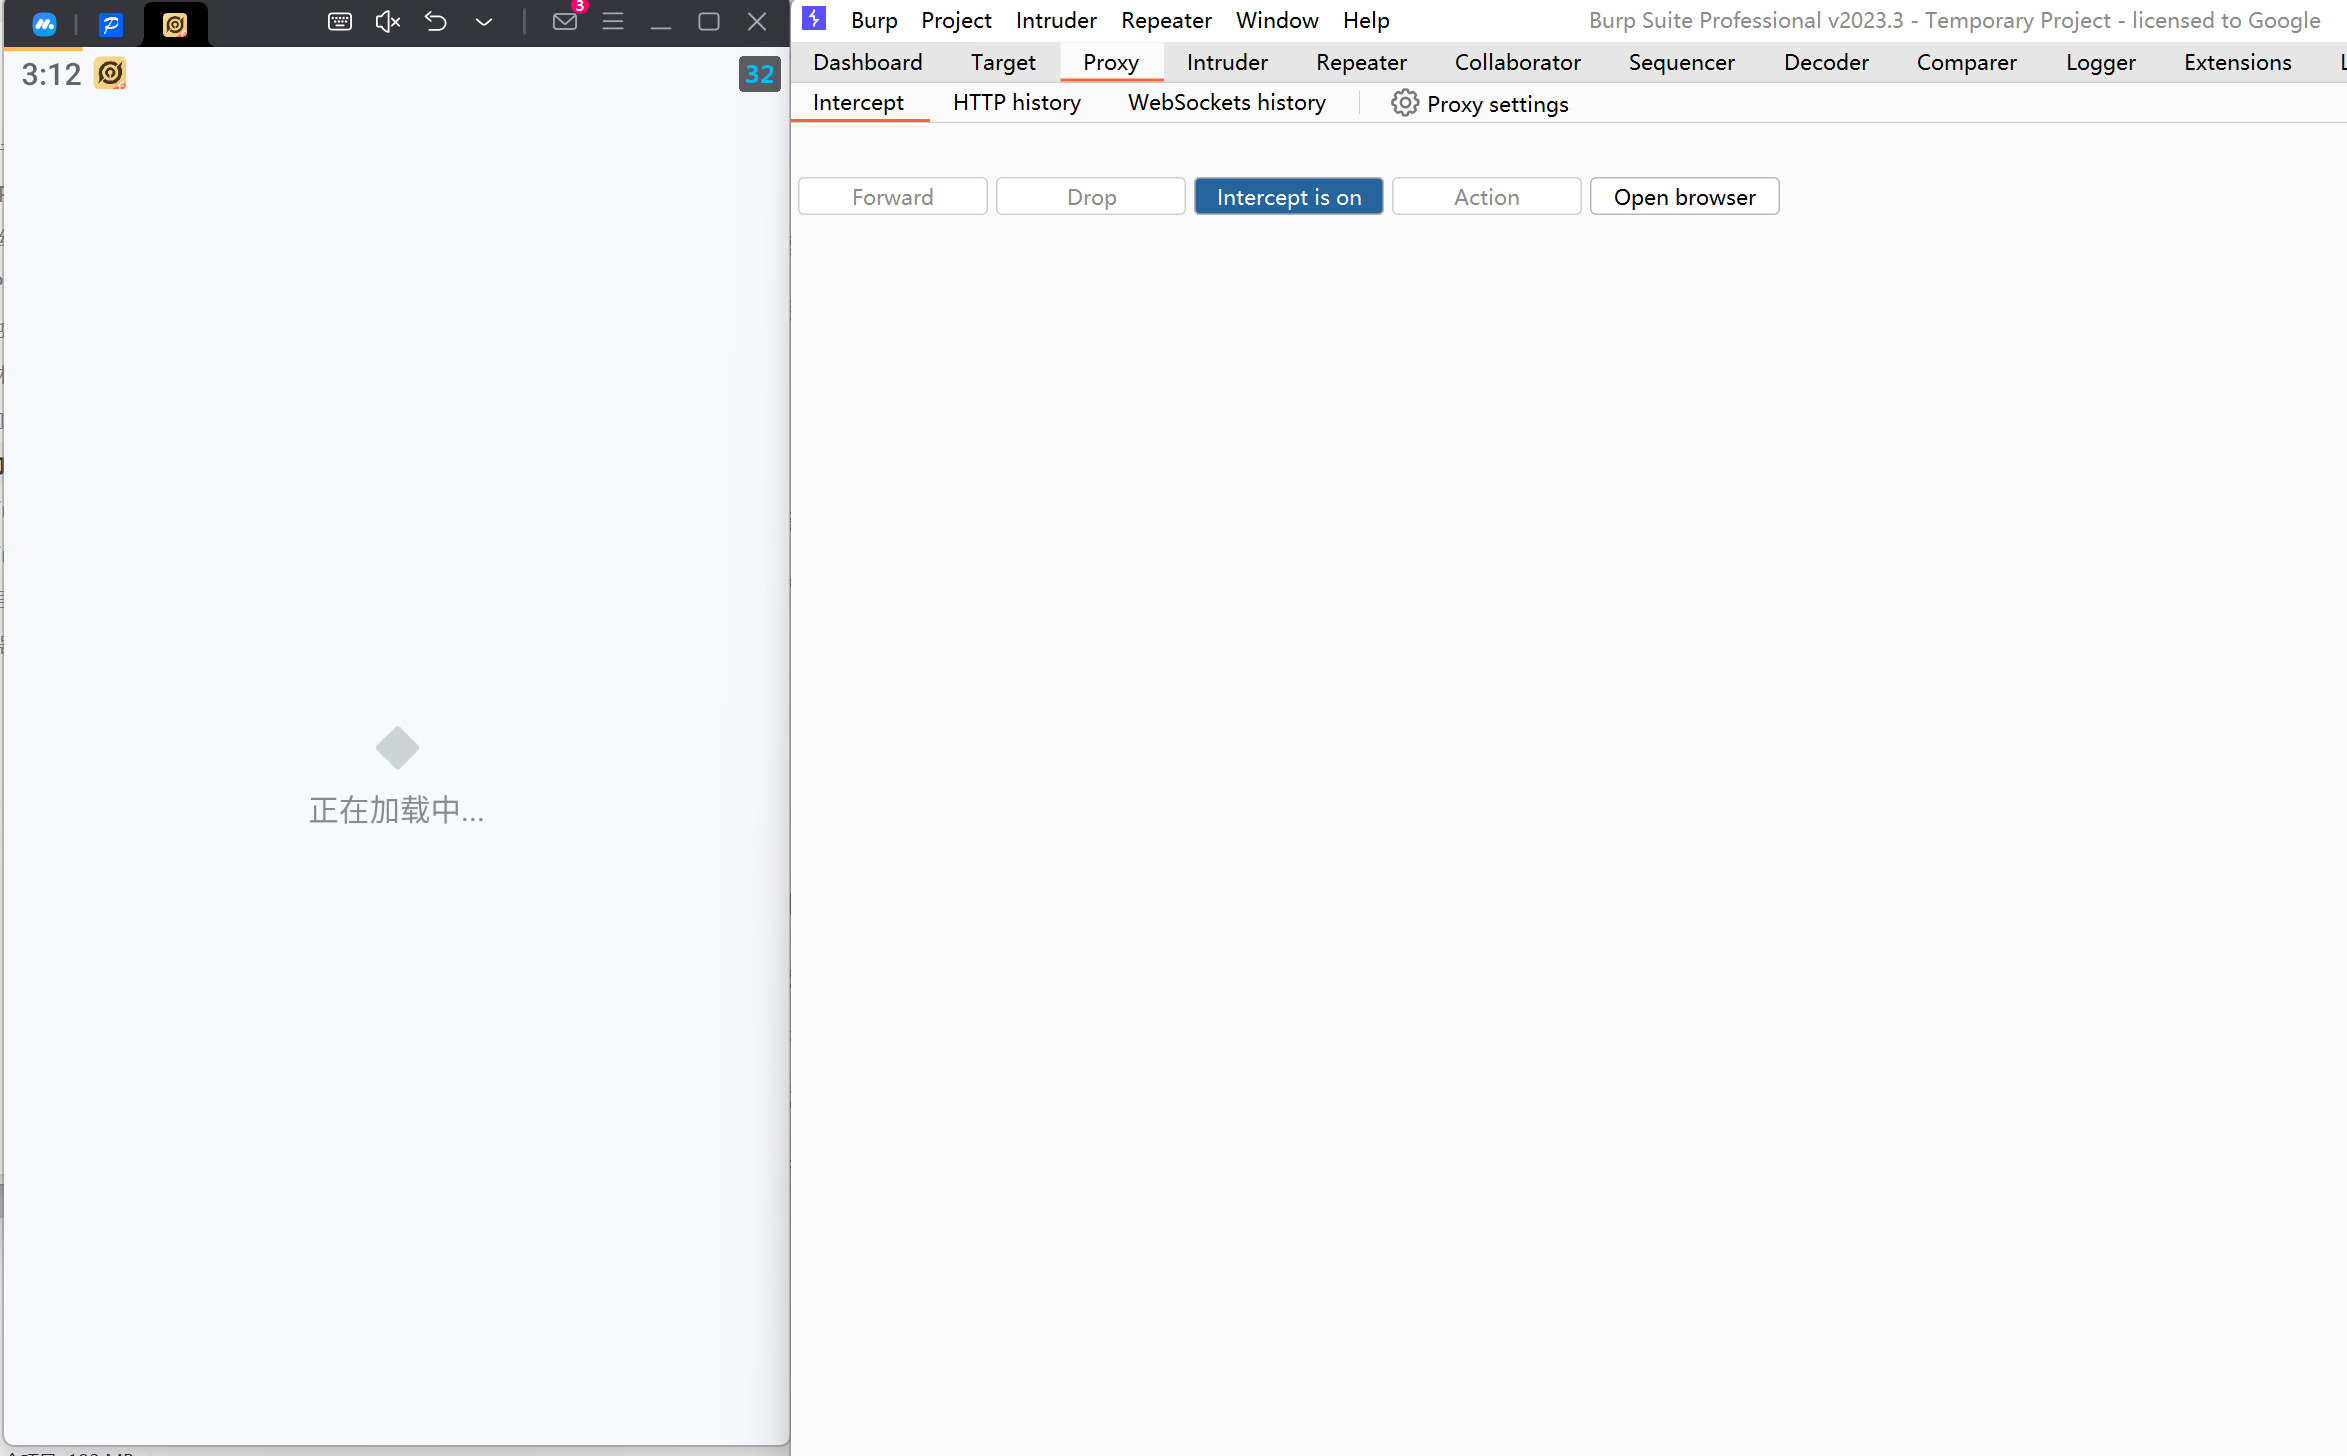 3
3:12
32
正在加载中...
Burp Project Intruder Repeater Window Help Burp Suite Professional v2023.3 - Temporary Project - licensed to Google
Dashboard Target Proxy Intruder Repeater Collaborator Sequencer Decoder Comparer Logger Extensions
Intercept HTTP history WebSockets history Proxy settings
Forward Drop Intercept is on Action Open browser